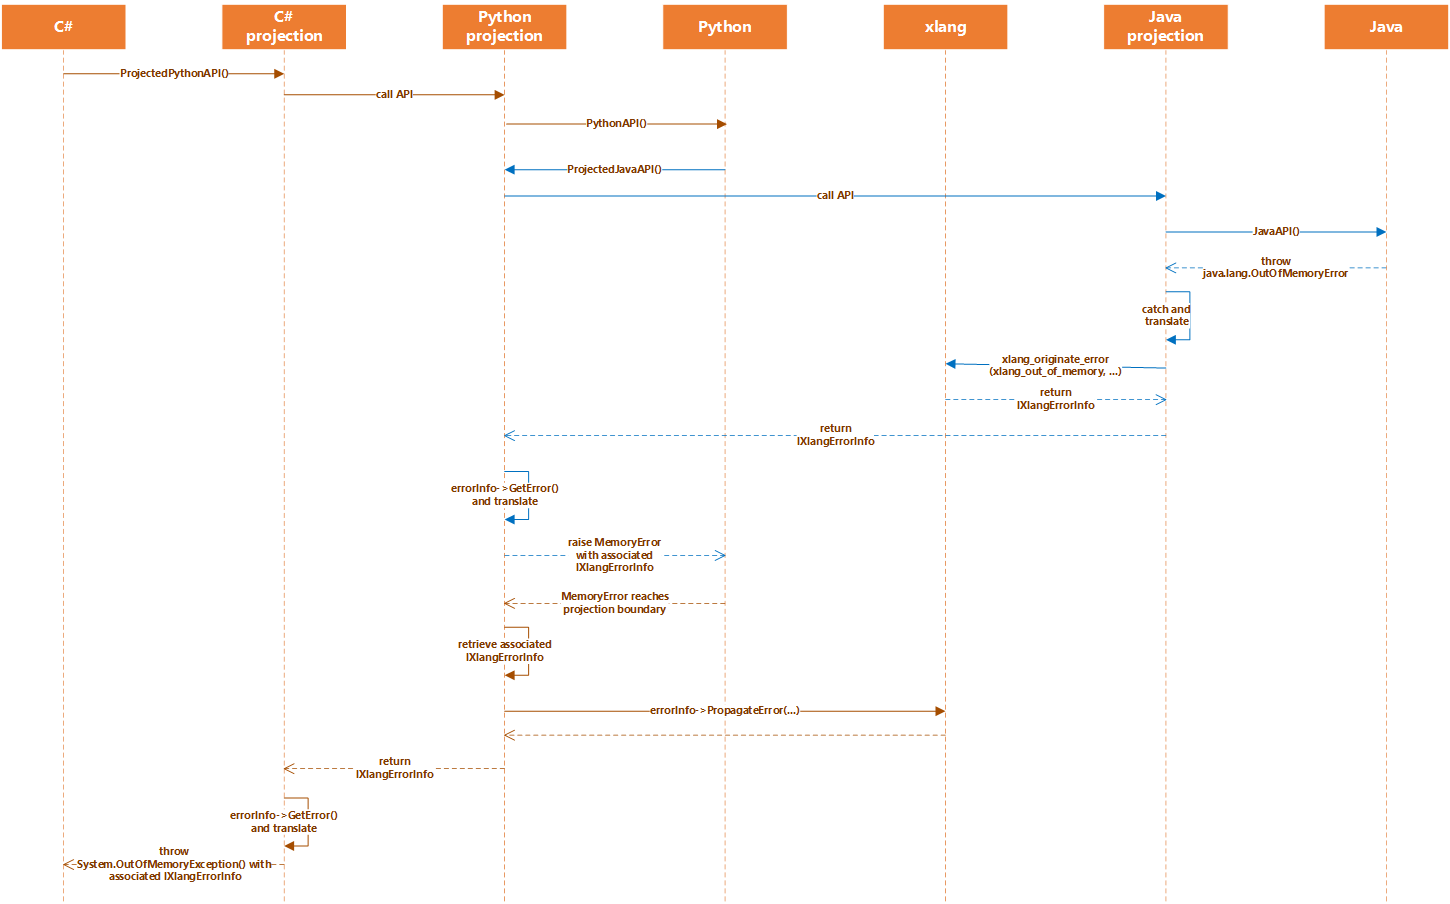 C#
C#
projection
Python
projection
Python
xlang
Java
projection
Java
ProjectedPythonAPI()
call API
PythonAPI()
ProjectedJavaAPI()
call API
JavaAPI()
throw
java.lang.OutOfMemoryError
catch and
translate
xlang_originate_error
(xlang_out_of_memory, ...)
return
IXlangErrorInfo
return
IXlangErrorInfo
errorInfo->GetError()
and translate
raise MemoryError
with associated
IXlangErrorInfo
MemoryError reaches
projection boundary
retrieve associated
IXlangErrorInfo
errorInfo->PropagateError(...)
return
IXlangErrorInfo
errorInfo->GetError()
and translate
throw
System.OutOfMemoryException() with
associated IXlangErrorInfo